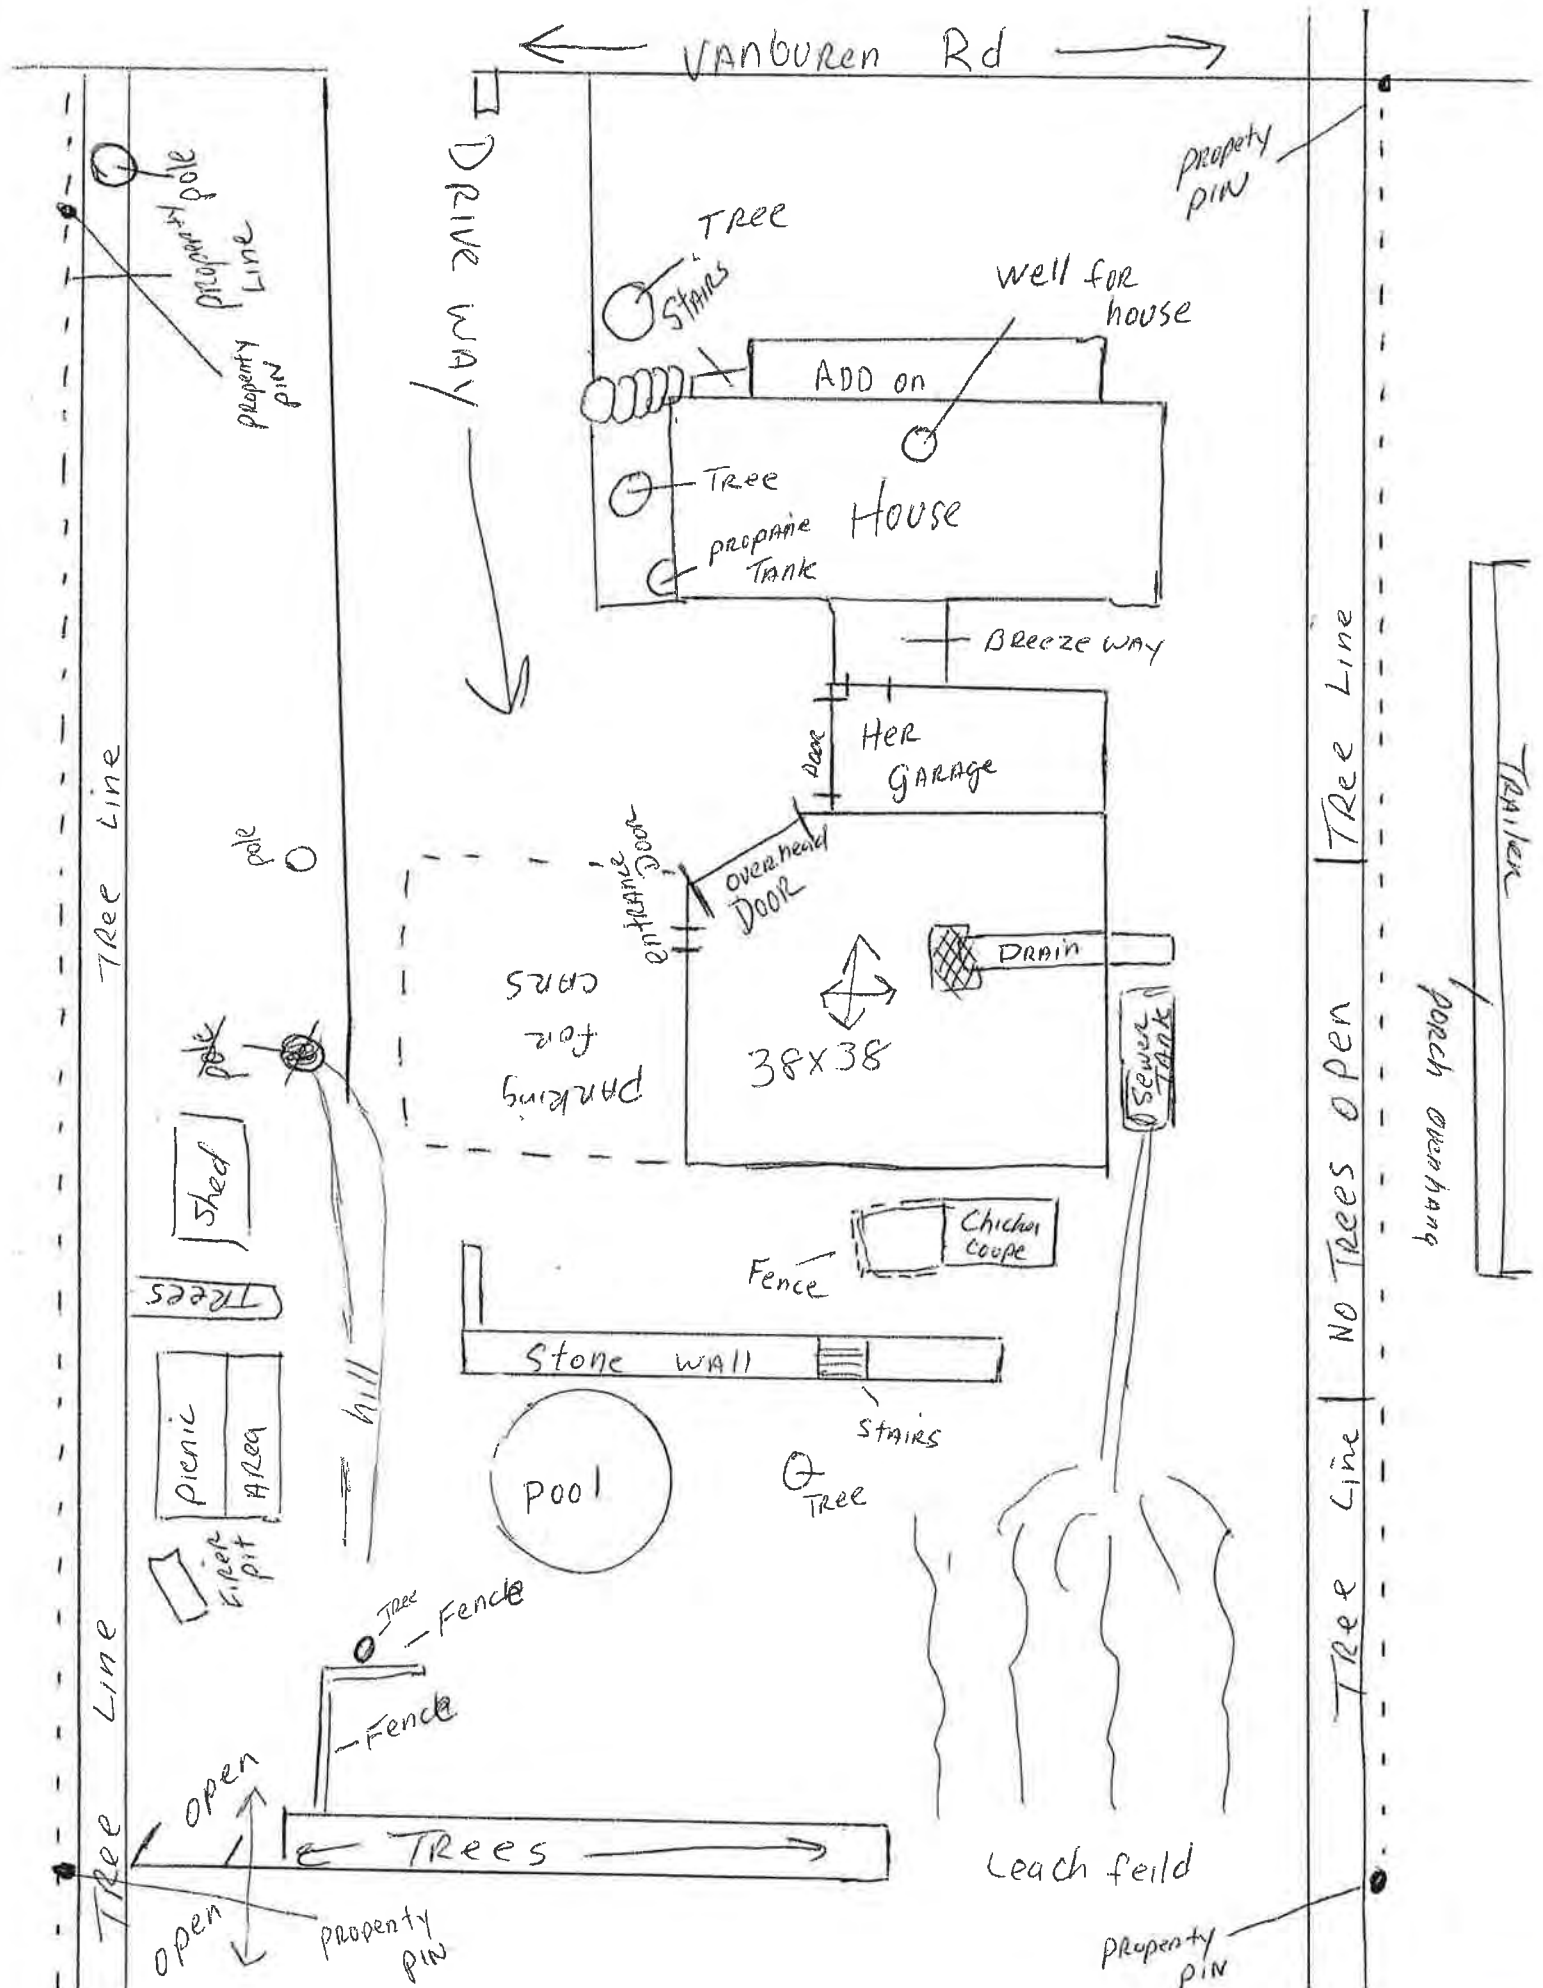 VANBUREN Rd
DRIVE WAY
pole
property
Line
property
pin
TREE
STAIRS
well for
house
propety
pin
ADD on
TREE
House
propane
TANK
BREEZE WAY
HER
GARAGE
DOOR
overhead
DOOR
entrance
DOOR
DRAIN
38X38
Sewer
TANK
parking
for
cars
pole
pole
Tree Line
Shed
TREES
picnic
AREA
Firer
pit
hill
Fence
Chicken
coupe
Stone WALL
STAIRS
pool
TREE
Tree
Fence
Fence
Tree Line
open
open
TREES
Tree
property
pin
Leach feild
property
pin
Tree Line
NO Trees Open
Tree Line
TRAILER
porch overhang